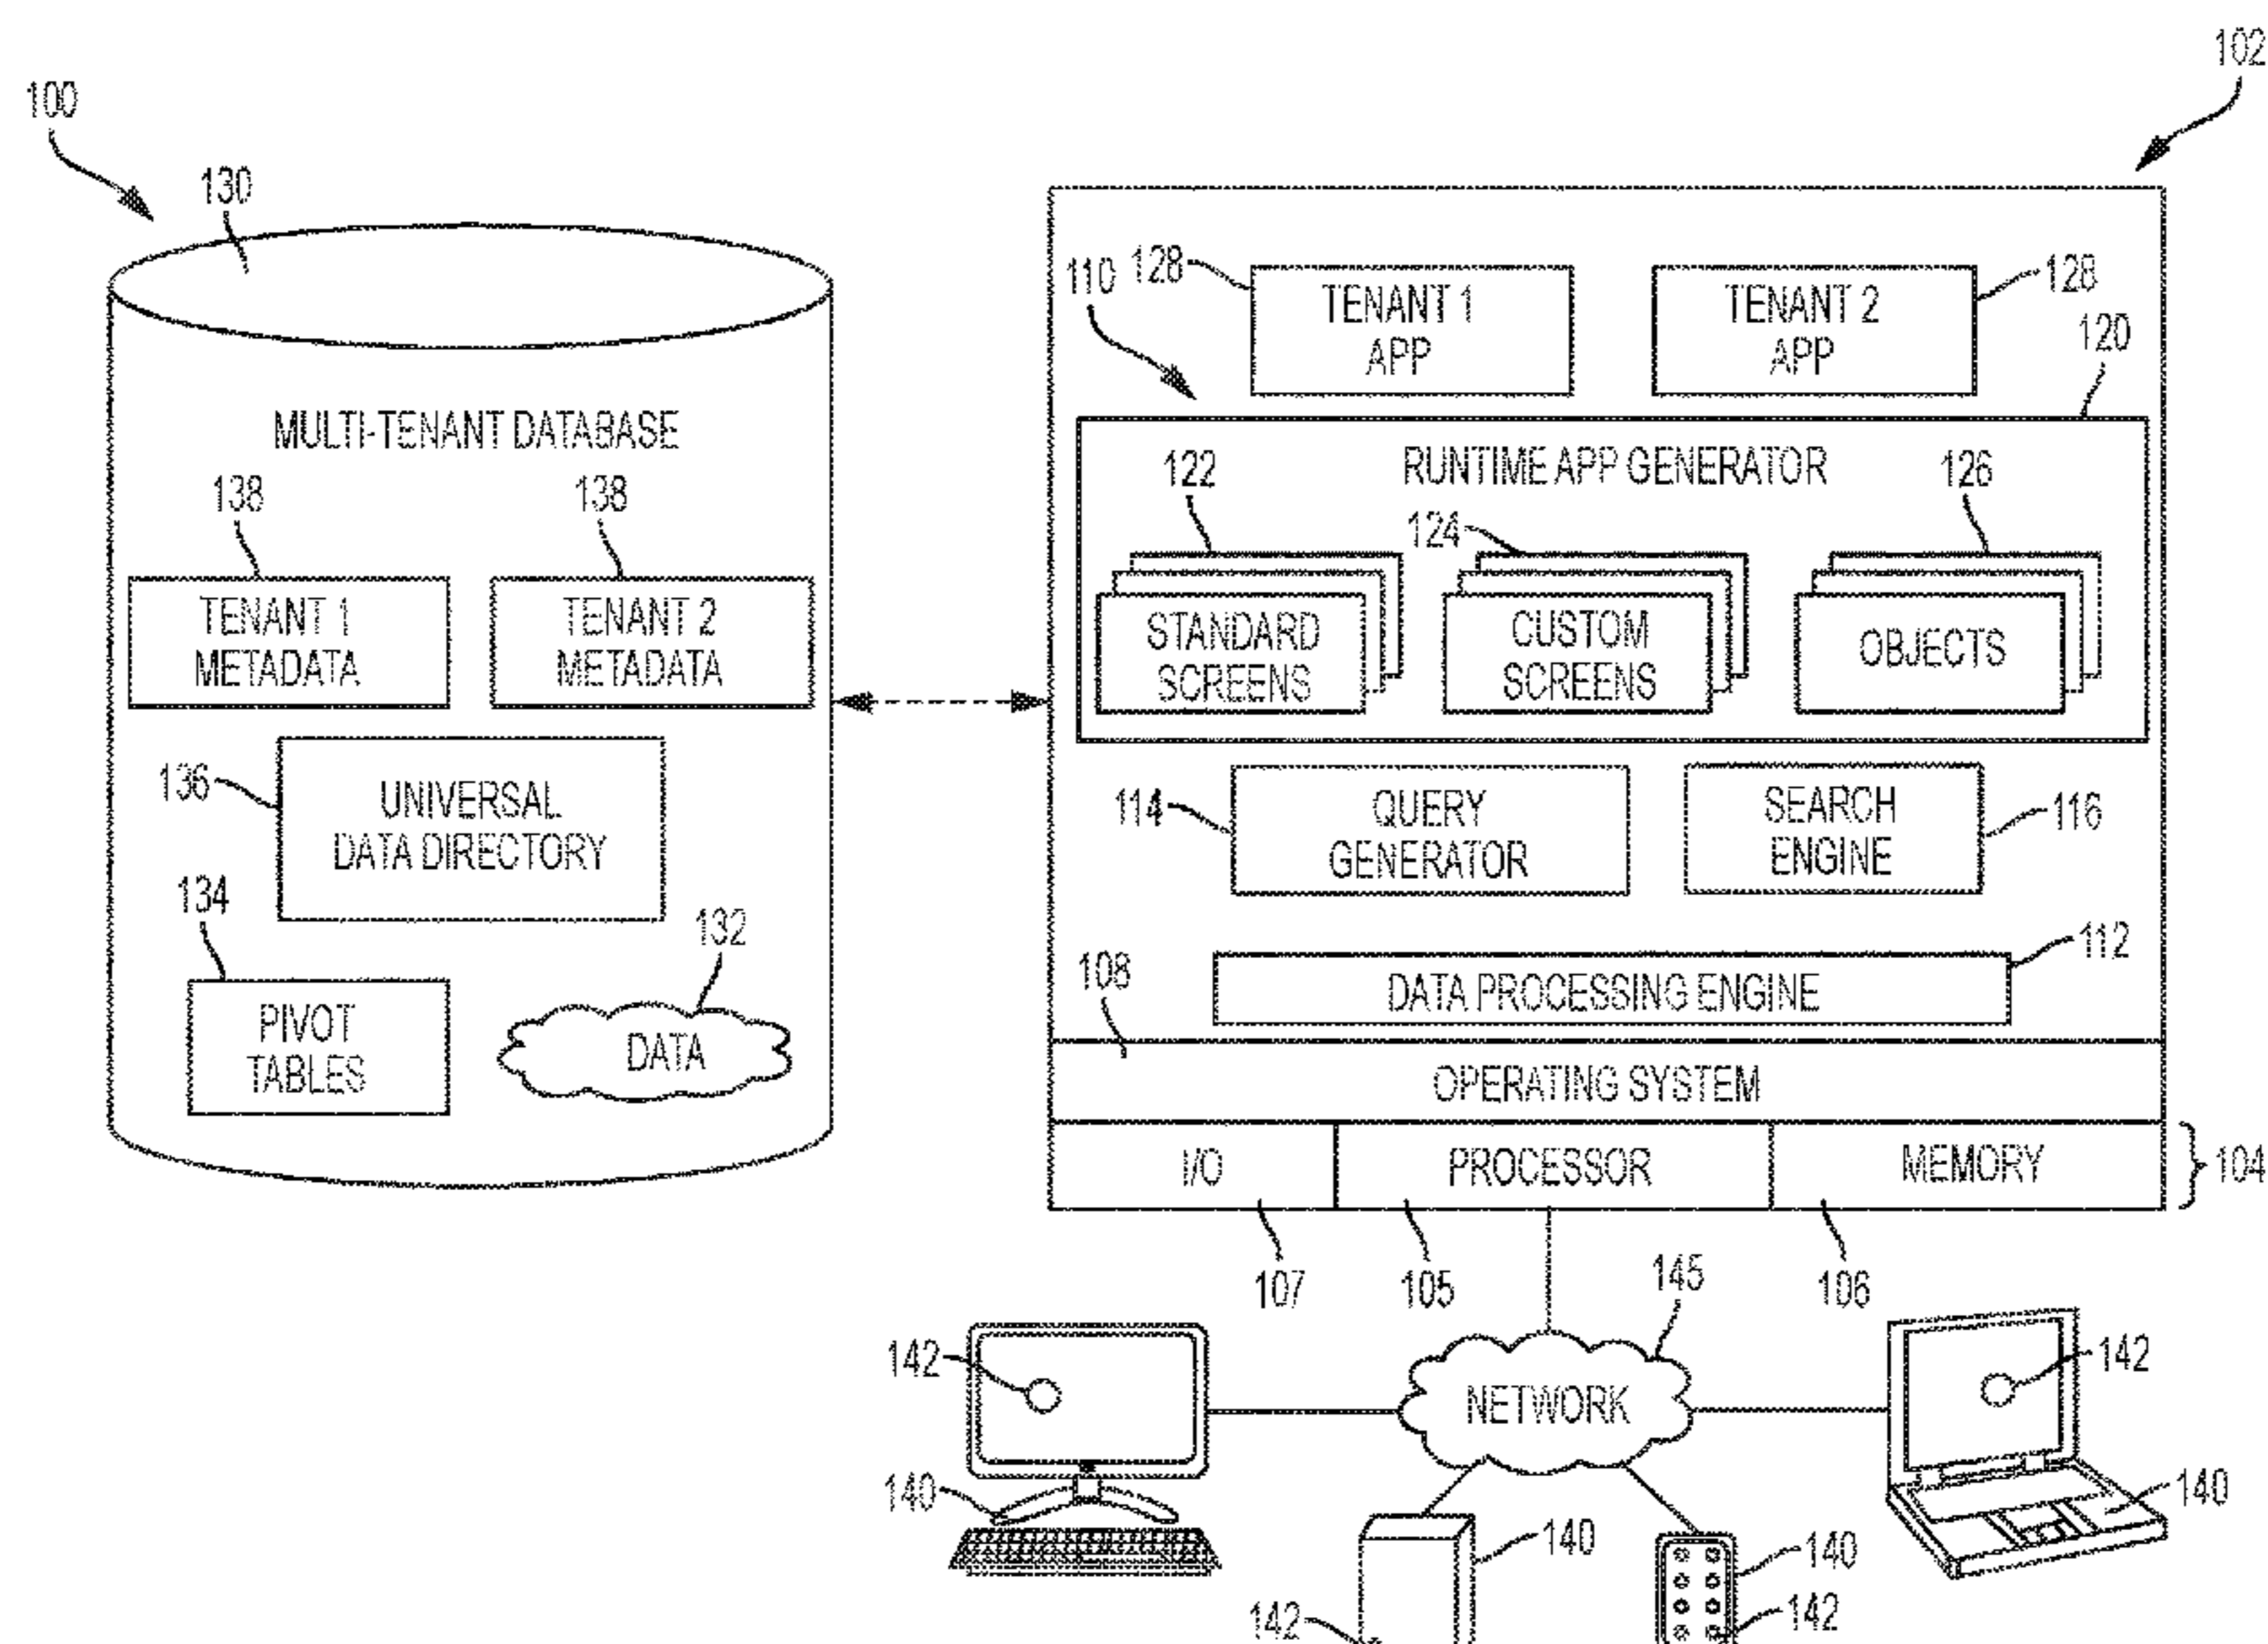 102
100
130
128
TENANT 1
APP
TENANT 2
APP
128
110
120
MULTI-TENANT DATABASE
138
138
TENANT 1
METADATA
TENANT 2
METADATA
RUNTIME APP GENERATOR
122
124
126
STANDARD
SCREENS
CUSTOM
SCREENS
OBJECTS
136
UNIVERSAL
DATA DIRECTORY
114
QUERY
GENERATOR
SEARCH
ENGINE
116
134
132
PIVOT
TABLES
DATA
108
112
DATA PROCESSING ENGINE
OPERATING SYSTEM
I/O
PROCESSOR
MEMORY
104
107
105
106
145
142
NETWORK
142
140
140
140
140
142
142